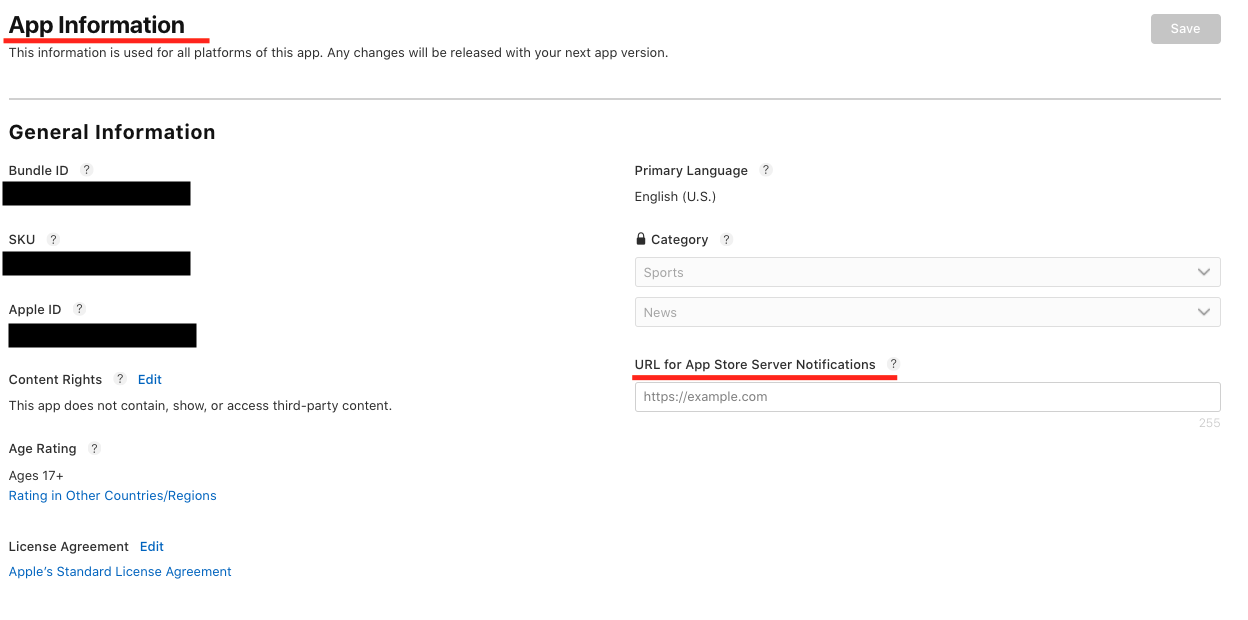 App Information
Save
This information is used for all platforms of this app. Any changes will be released with your next app version.
General Information
Bundle ID ?
SKU ?
Apple ID ?
Content Rights ? Edit
This app does not contain, show, or access third-party content.
Age Rating ?
Ages 17+
Rating in Other Countries/Regions
License Agreement Edit
Apple’s Standard License Agreement
Primary Language ?
English (U.S.)
Category ?
Sports
News
URL for App Store Server Notifications ?
https://example.com
255